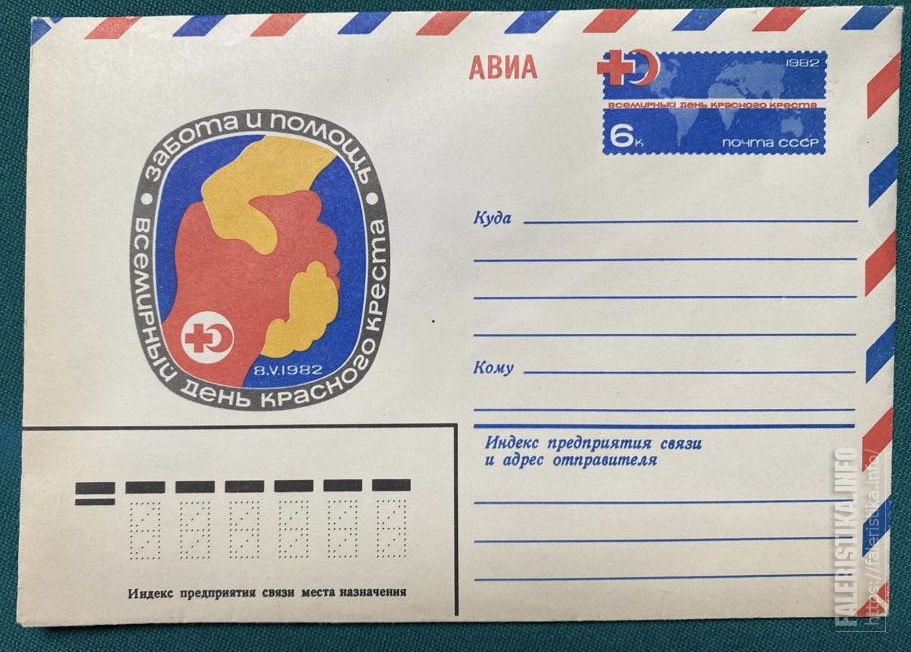 АВИА
1982
всемирный день красного креста
6к
почта СССР
забота и помощь
всемирный день красного креста
8.V.1982
Куда
Кому
Индекс предприятия связи
и адрес отправителя
Индекс предприятия связи места назначения
FALERISTIKA.INFO
https://faleristika.info/